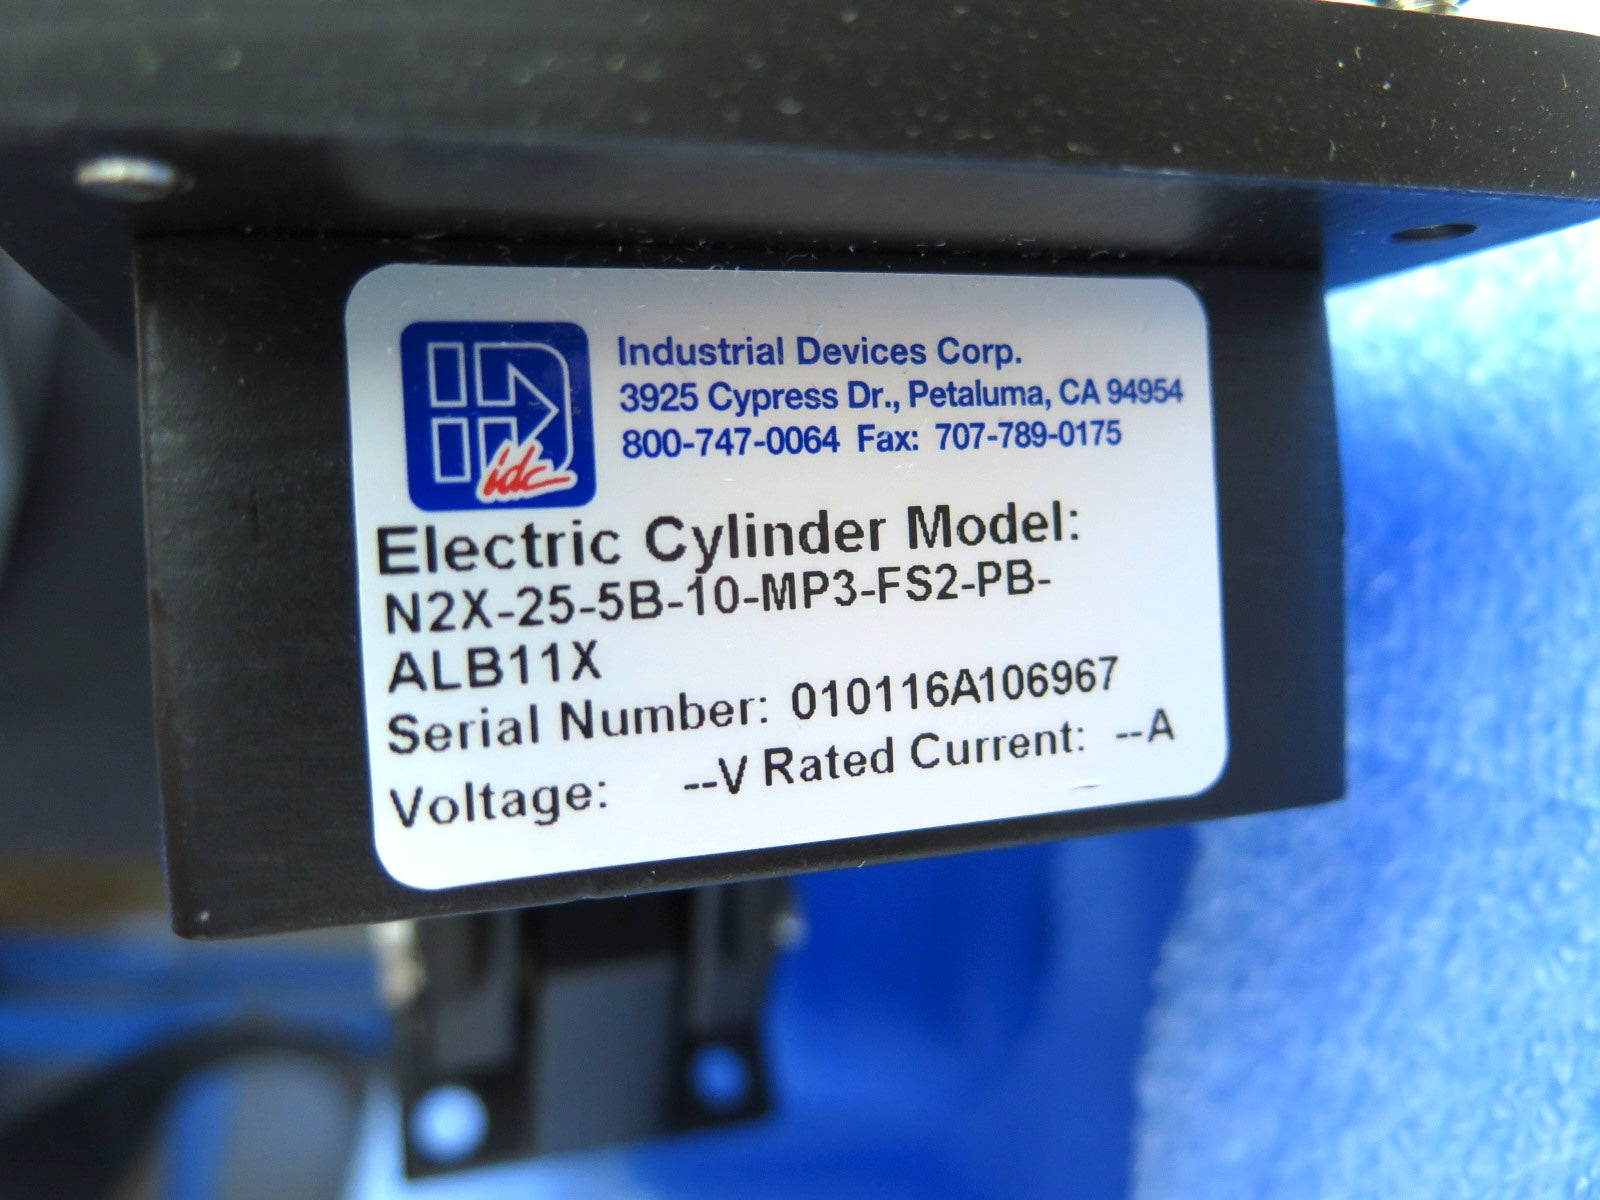 Industrial Devices Corp.
3925 Cypress Dr., Petaluma, CA 94954
800-747-0064 Fax: 707-789-0175
idc
Electric Cylinder Model:
N2X-25-5B-10-MP3-FS2-PB-
ALB11X
Serial Number: 010116A106967
Voltage: --V Rated Current: --A